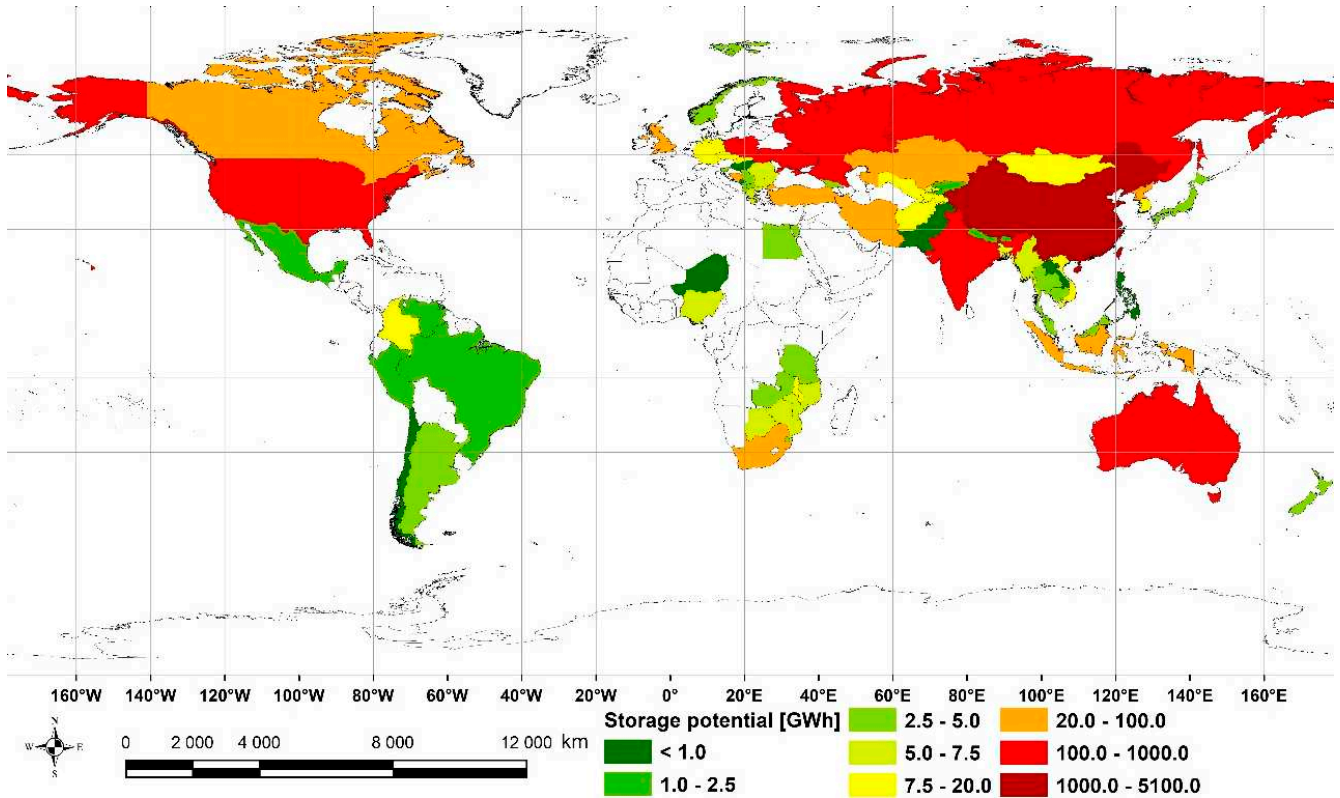 160°W 140°W 120°W 100°W 80°W 60°W 40°W 20°W 0° 20°E 40°E 60°E 80°E 100°E 120°E 140°E 160°E
N
W E
S
0 2 000 4 000 8 000 12 000 km
Storage potential [GWh]
< 1.0
1.0 - 2.5
2.5 - 5.0
5.0 - 7.5
7.5 - 20.0
20.0 - 100.0
100.0 - 1000.0
1000.0 - 5100.0